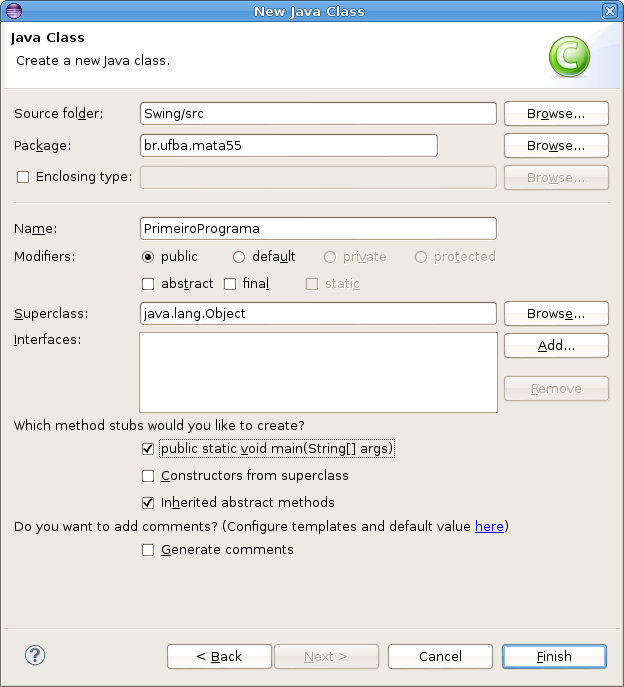 New Java Class
Java Class
Create a new Java class.
C
Source folder: Swing/src Browse...
Package: br.ufba.mata55 Browse...
Enclosing type: Browse...
Name: PrimeiroPrograma
Modifiers: public default private protected
abstract final static
Superclass: java.lang.Object Browse...
Interfaces: Add...
Remove
Which method stubs would you like to create?
public static void main(String[] args)
Constructors from superclass
Inherited abstract methods
Do you want to add comments? (Configure templates and default value here)
Generate comments
? < Back Next > Cancel Finish